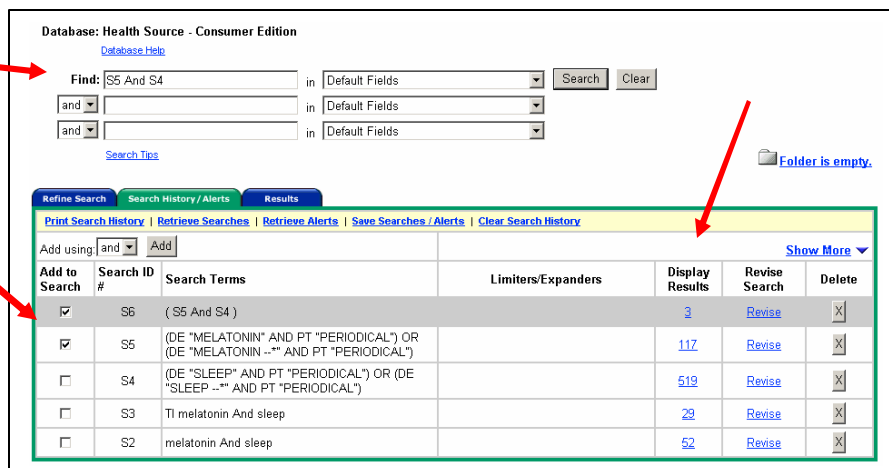 Database: Health Source - Consumer Edition
Database Help
Find: S5 And S4 in Default Fields Search Clear
and in Default Fields
and in Default Fields
Search Tips
Folder is empty.
Refine Search Search History/Alerts Results
Print Search History | Retrieve Searches | Retrieve Alerts | Save Searches / Alerts | Clear Search History
Add using: and Add
Show More
Add to Search Search ID # Search Terms Limiters/Expanders Display Results Revise Search Delete
S6 ( S5 And S4 ) 3 Revise X
S5 (DE "MELATONIN" AND PT "PERIODICAL") OR
(DE "MELATONIN --*" AND PT "PERIODICAL") 117 Revise X
S4 (DE "SLEEP" AND PT "PERIODICAL") OR (DE
"SLEEP --*" AND PT "PERIODICAL") 519 Revise X
S3 TI melatonin And sleep 29 Revise X
S2 melatonin And sleep 52 Revise X